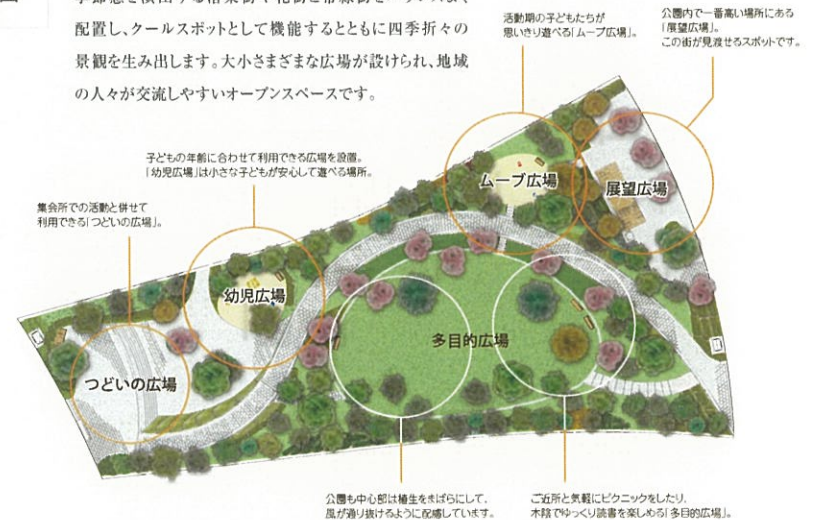 配置し、クールスポットとして機能するとともに四季折々の
景観を生み出します。大小さまざまな広場が設けられ、地域
の人々が交流しやすいオープンスペースです。
活動期の子どもたちが
思いきり遊べる「ムーブ広場」。
公園内で一番高い場所にある
「展望広場」。
この街が見渡せるスポットです。
子どもの年齢に合わせて利用できる広場を設置。
「幼児広場」は小さな子どもが安心して遊べる場所。
集会所での活動と併せて
利用できる「つどいの広場」。
ムーブ広場
展望広場
幼児広場
多目的広場
つどいの広場
公園も中心部は植生をまばらにして、
風が通り抜けるように配慮しています。
ご近所と気軽にピクニックをしたり、
木陰でゆっくり読書を楽しめる「多目的広場」。